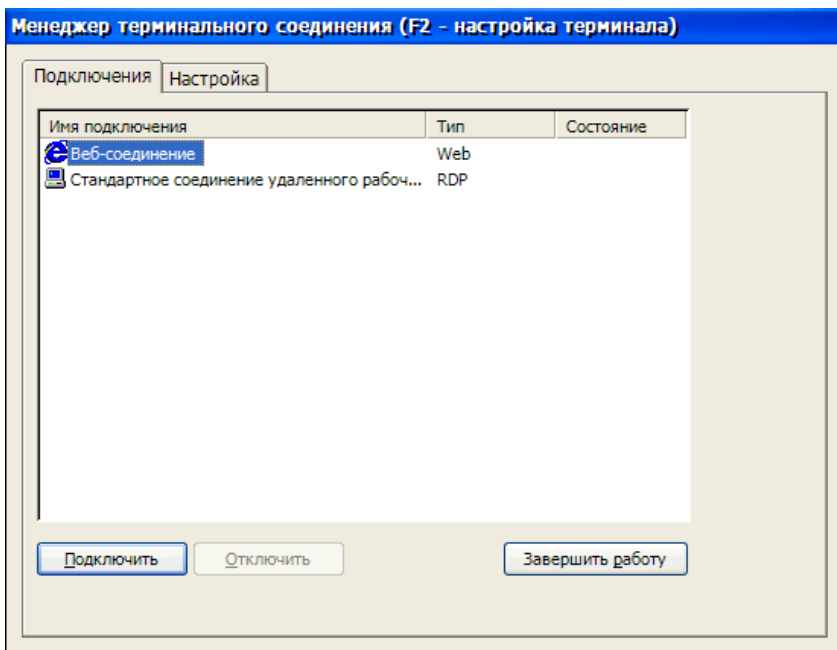 Менеджер терминального соединения (F2 - настройка терминала)
Подключения Настройка
Имя подключения Тип Состояние
Веб-соединение Web
Стандартное соединение удаленного рабоч... RDP
Подключить Отключить Завершить работу